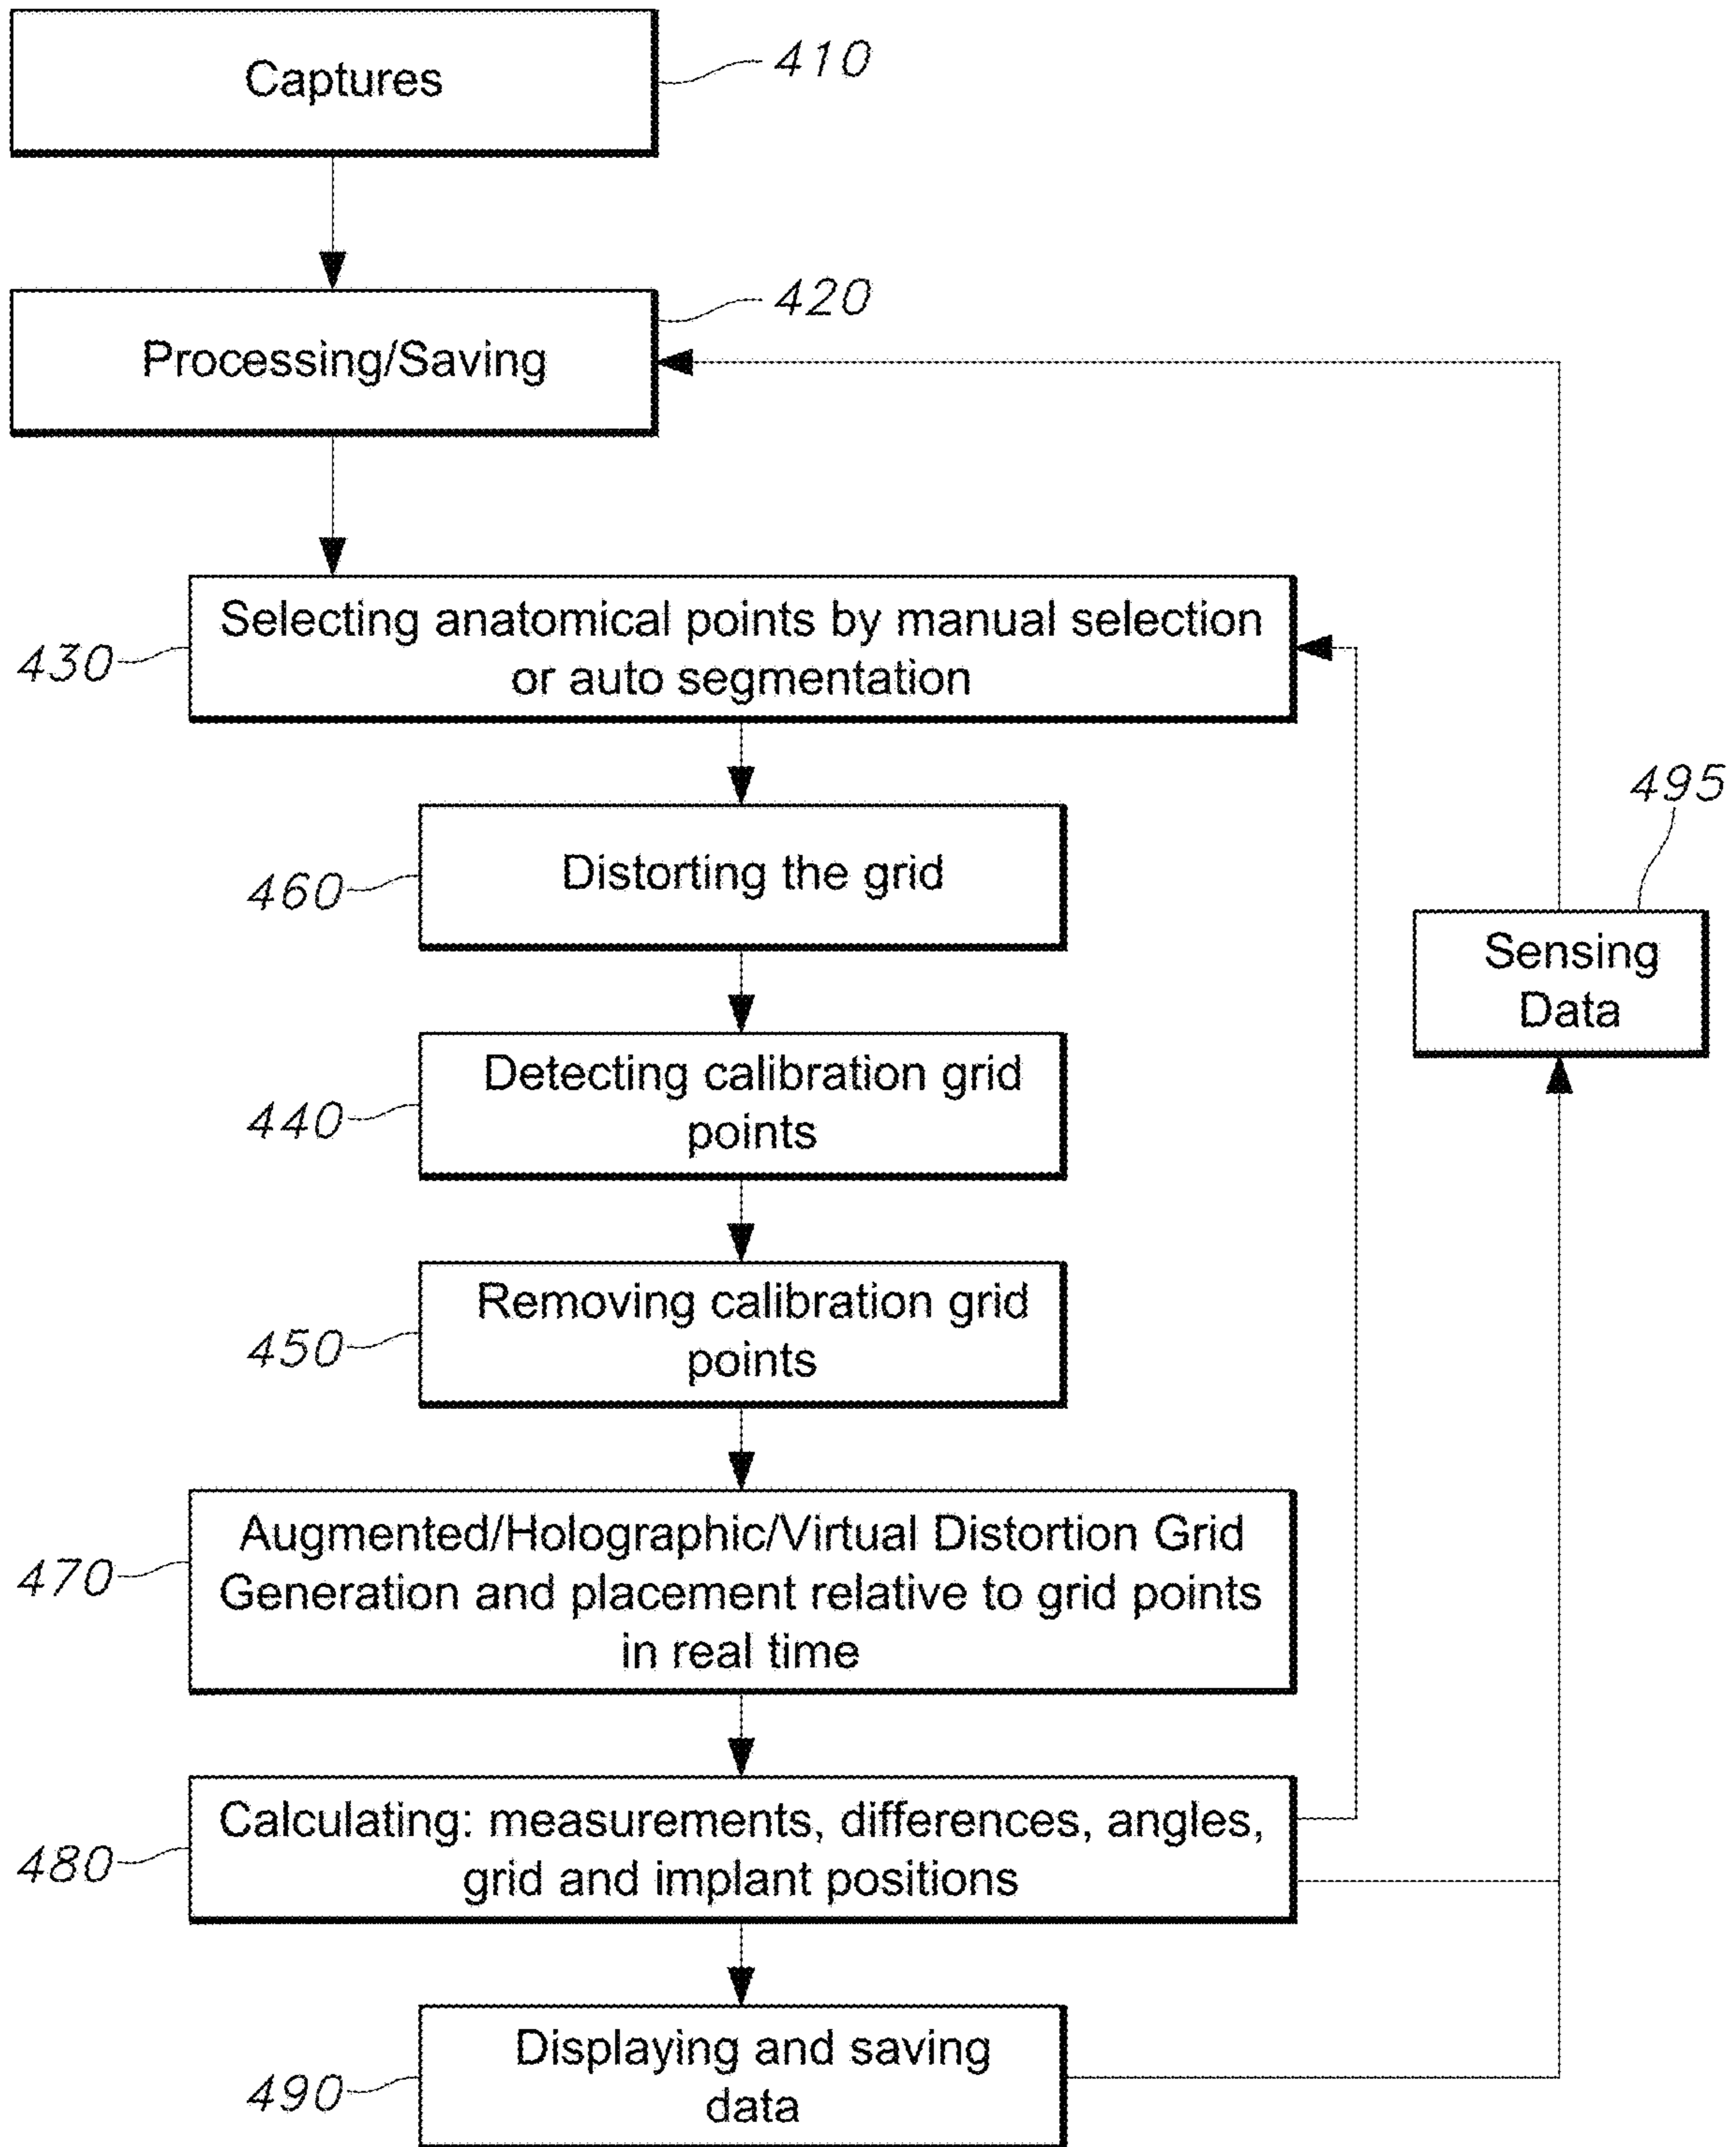 Captures
410
Processing/Saving
420
Selecting anatomical points by manual selection
or auto segmentation
430
Distorting the grid
460
495
Sensing
Data
Detecting calibration grid
points
440
Removing calibration grid
points
450
Augmented/Holographic/Virtual Distortion Grid
Generation and placement relative to grid points
in real time
470
Calculating: measurements, differences, angles,
grid and implant positions
480
Displaying and saving
data
490